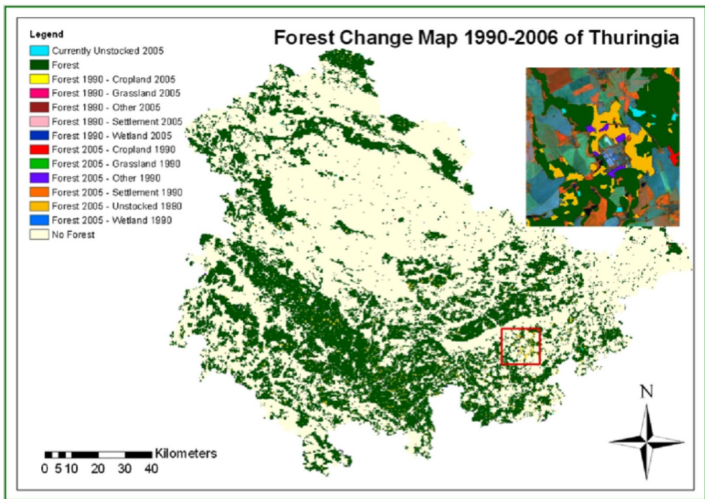 Forest Change Map 1990-2006 of Thuringia
Legend
Currently Unstocked 2005
Forest
Forest 1990 - Cropland 2005
Forest 1990 - Grassland 2005
Forest 1990 - Other 2005
Forest 1990 - Settlement 2005
Forest 1990 - Wetland 2005
Forest 2005 - Cropland 1990
Forest 2005 - Grassland 1990
Forest 2005 - Other 1990
Forest 2005 - Settlement 1990
Forest 2005 - Unstocked 1990
Forest 2005 - Wetland 1990
No Forest
N
Kilometers
0 5 10 20 30 40